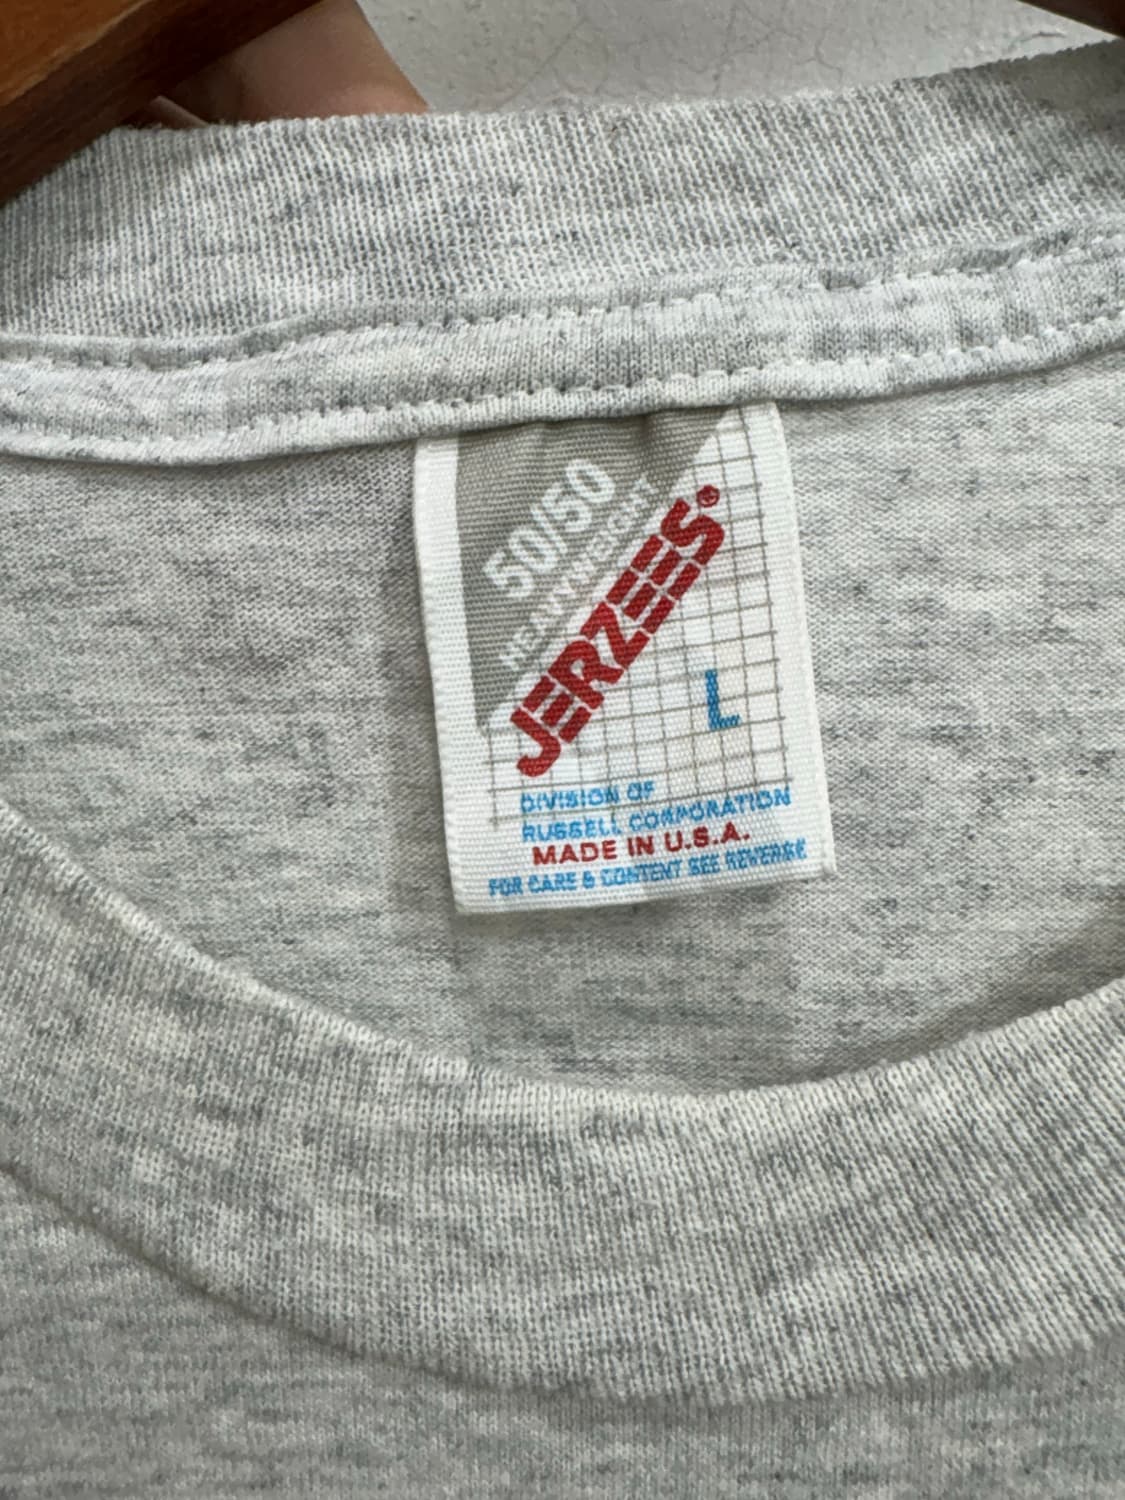 50/50
HEAVYWEIGHT
JERZEES®
L
DIVISION OF
RUSSELL CORPORATION
MADE IN U.S.A.
FOR CARE & CONTENT SEE REVERSE